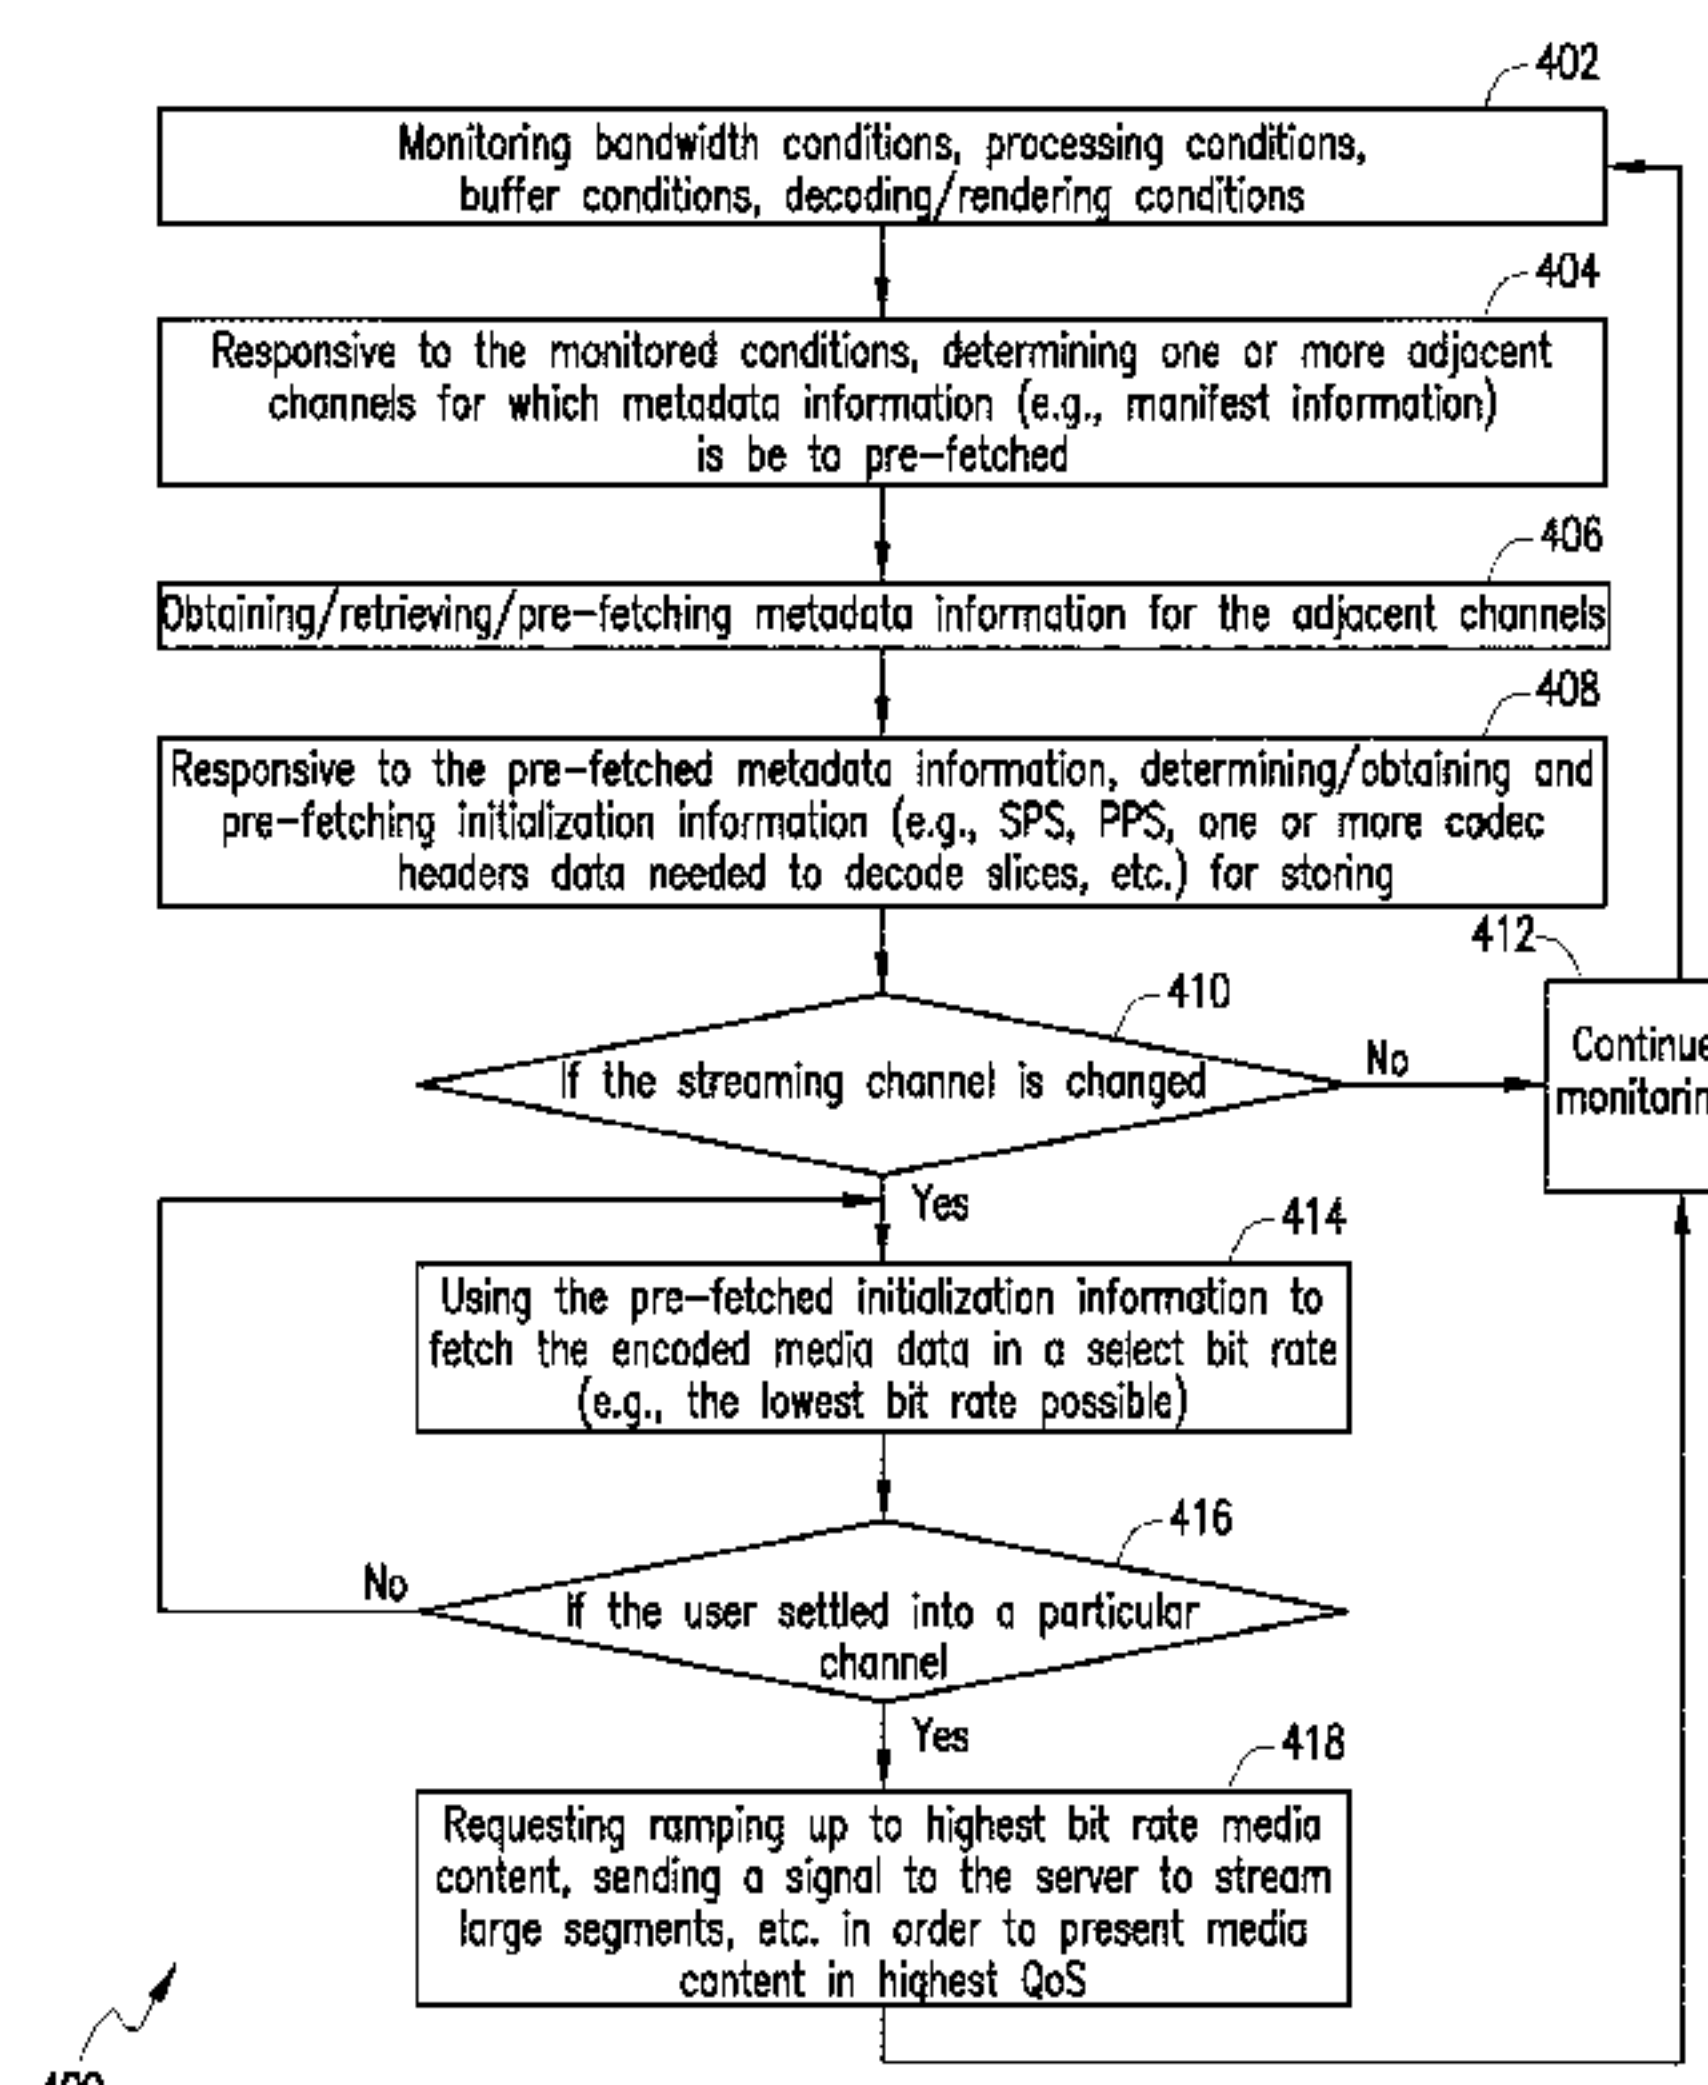 402
Monitoring bandwidth conditions, processing conditions,
buffer conditions, decoding/rendering conditions
404
Responsive to the monitored conditions, determining one or more adjacent
channels for which metadata information (e.g., manifest information)
is be to pre-fetched
406
Obtaining/retrieving/pre-fetching metadata information for the adjacent channels
408
Responsive to the pre-fetched metadata information, determining/obtaining and
pre-fetching initialization information (e.g., SPS, PPS, one or more codec
headers data needed to decode slices, etc.) for storing
412
410
If the streaming channel is changed
No
Continue
monitorin
Yes
414
Using the pre-fetched initialization information to
fetch the encoded media data in a select bit rate
(e.g., the lowest bit rate possible)
416
No
If the user settled into a particular
channel
Yes
418
Requesting ramping up to highest bit rate media
content, sending a signal to the server to stream
large segments, etc. in order to present media
content in highest QoS